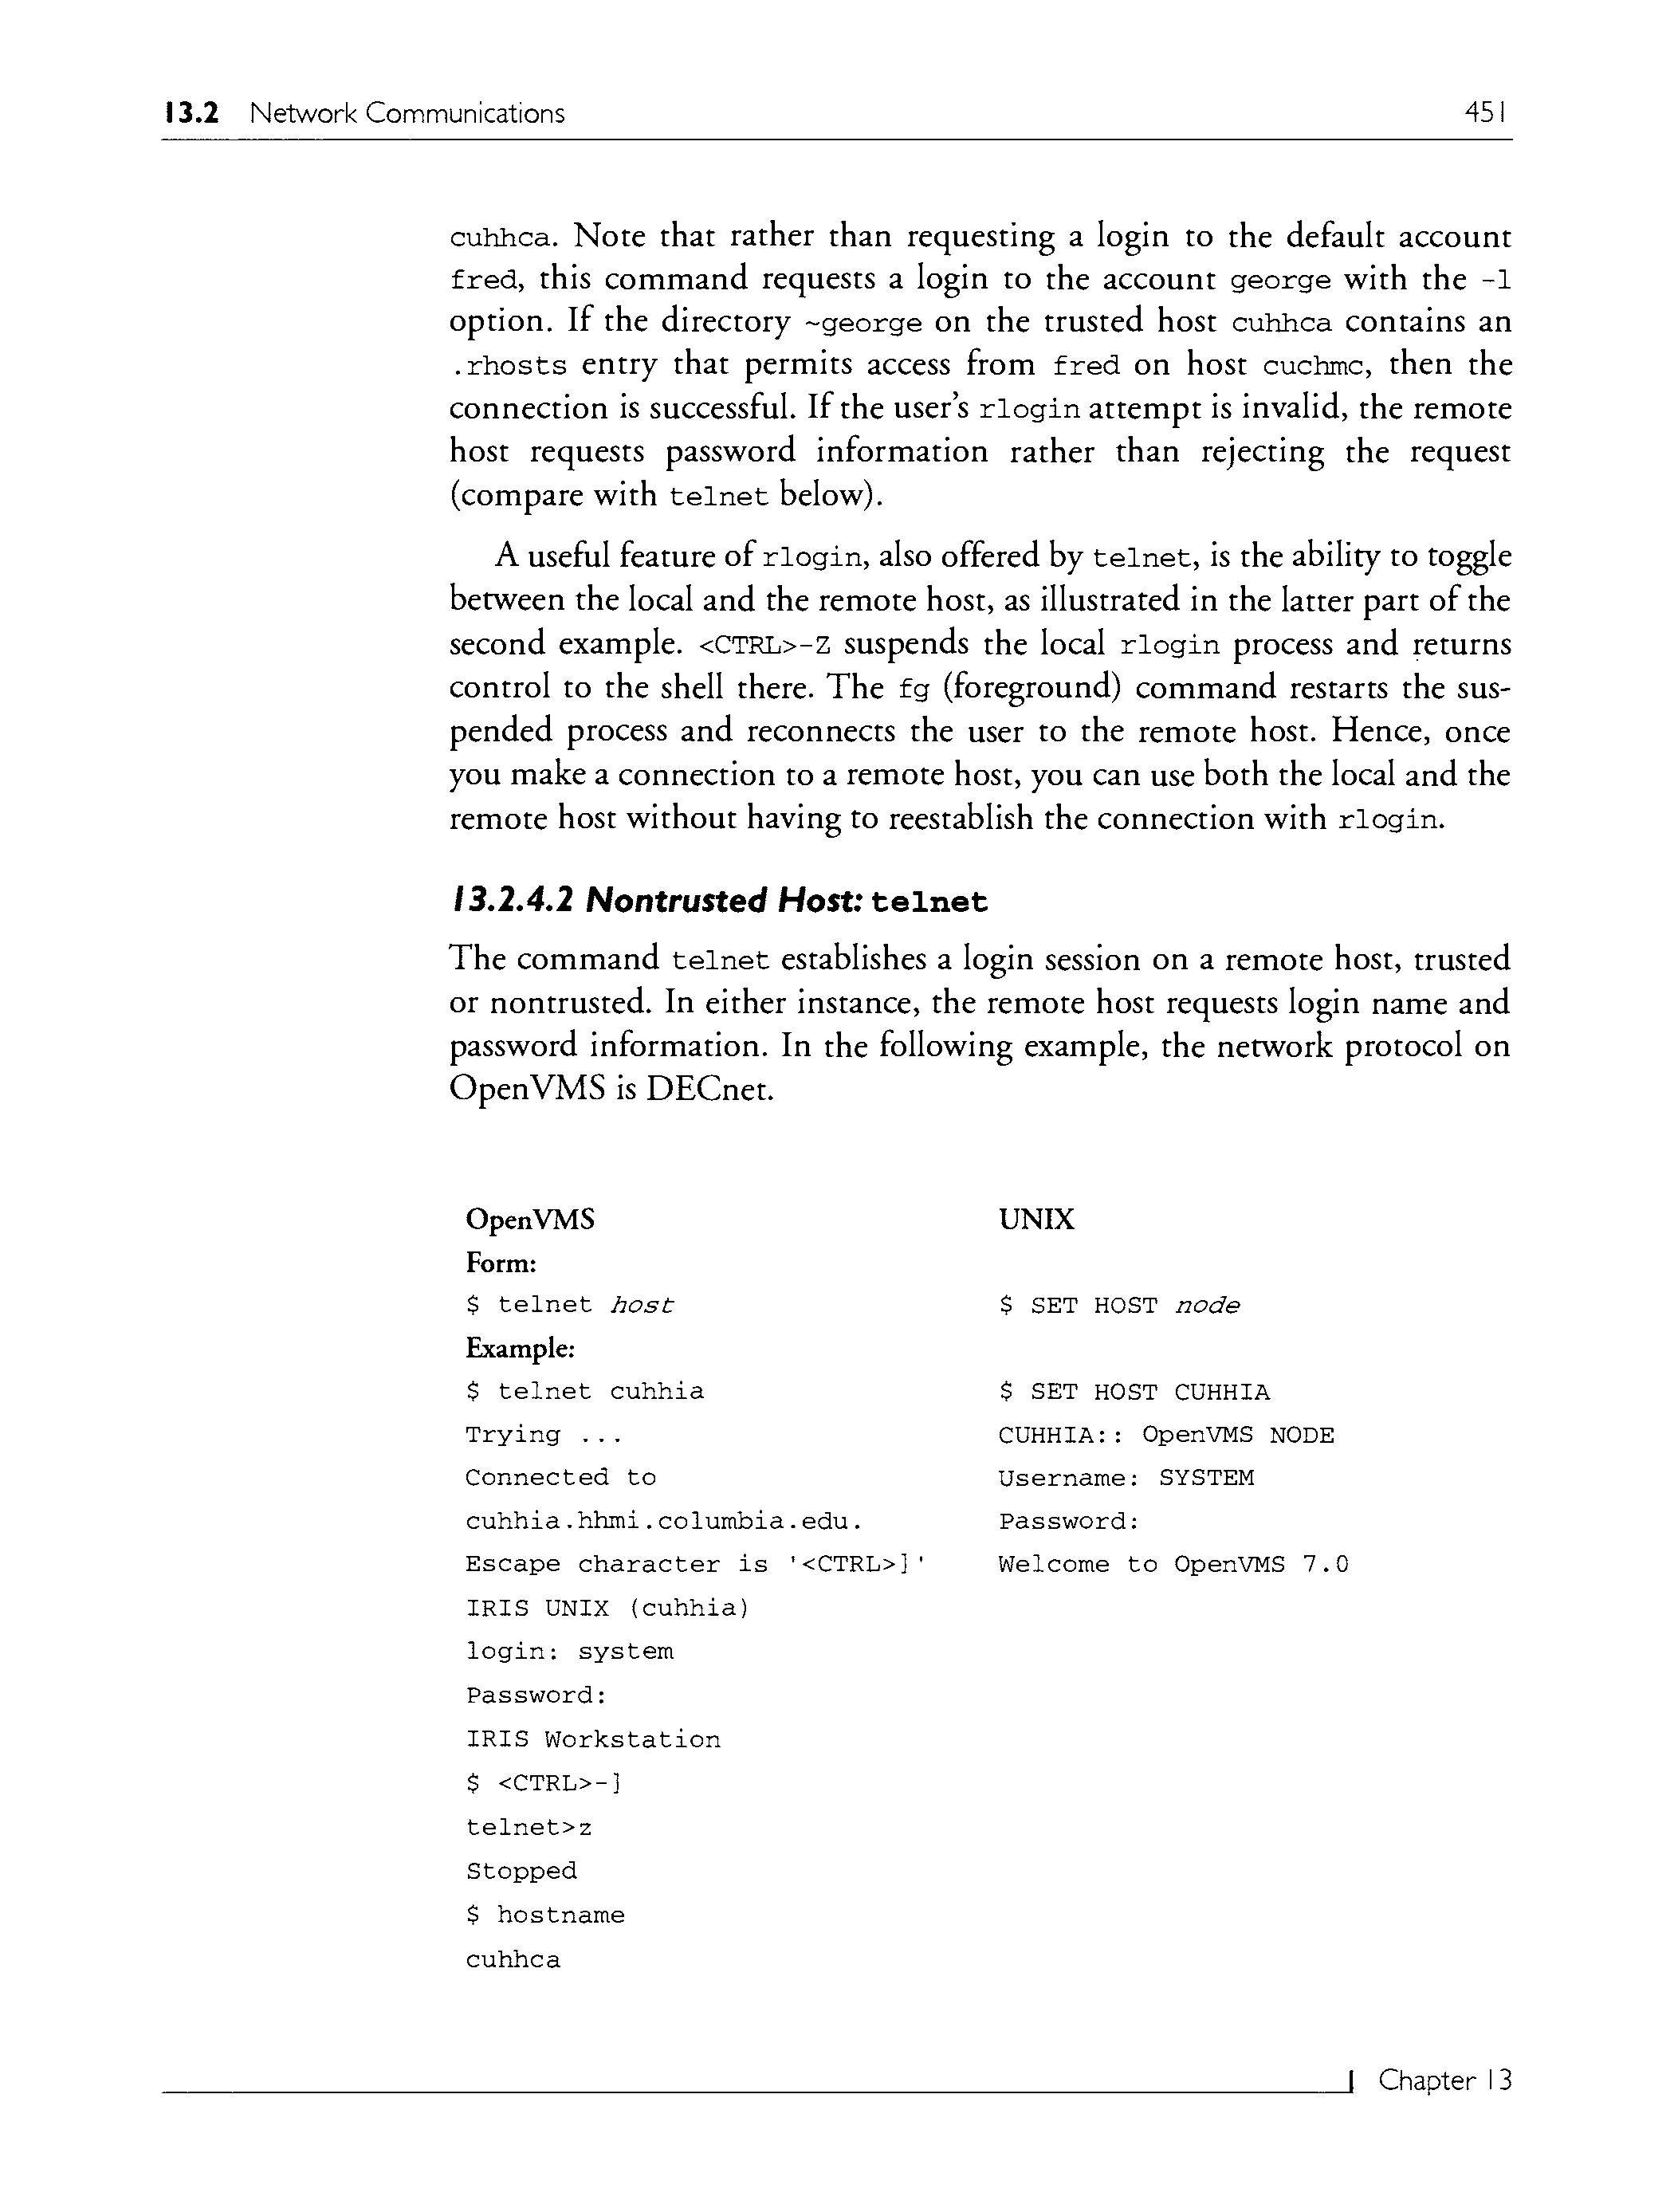 13.2 Network Communications 451
cuhhca. Note that rather than requesting a login to the default account
fred, this command requests a login to the account george with the -l
option. If the directory ~george on the trusted host cuhhca contains an
.rhosts entry that permits access from fred on host cuchmc, then the
connection is successful. If the user's rlogin attempt is invalid, the remote
host requests password information rather than rejecting the request
(compare with telnet below).
A useful feature of rlogin, also offered by telnet, is the ability to toggle
between the local and the remote host, as illustrated in the latter part of the
second example. <CTRL>-Z suspends the local rlogin process and returns
control to the shell there. The fg (foreground) command restarts the sus-
pended process and reconnects the user to the remote host. Hence, once
you make a connection to a remote host, you can use both the local and the
remote host without having to reestablish the connection with rlogin.
13.2.4.2 Nontrusted Host: telnet
The command telnet establishes a login session on a remote host, trusted
or nontrusted. In either instance, the remote host requests login name and
password information. In the following example, the network protocol on
OpenVMS is DECnet.
OpenVMS UNIX
Form:
$ telnet host $ SET HOST node
Example:
$ telnet cuhhia $ SET HOST CUHHIA
Trying ... CUHHIA:: OpenVMS NODE
Connected to Username: SYSTEM
cuhhia.hhmi.columbia.edu. Password:
Escape character is '<CTRL>]' Welcome to OpenVMS 7.0
IRIS UNIX (cuhhia)
login: system
Password:
IRIS Workstation
$ <CTRL>-]
telnet>z
Stopped
$ hostname
cuhhca
Chapter 13